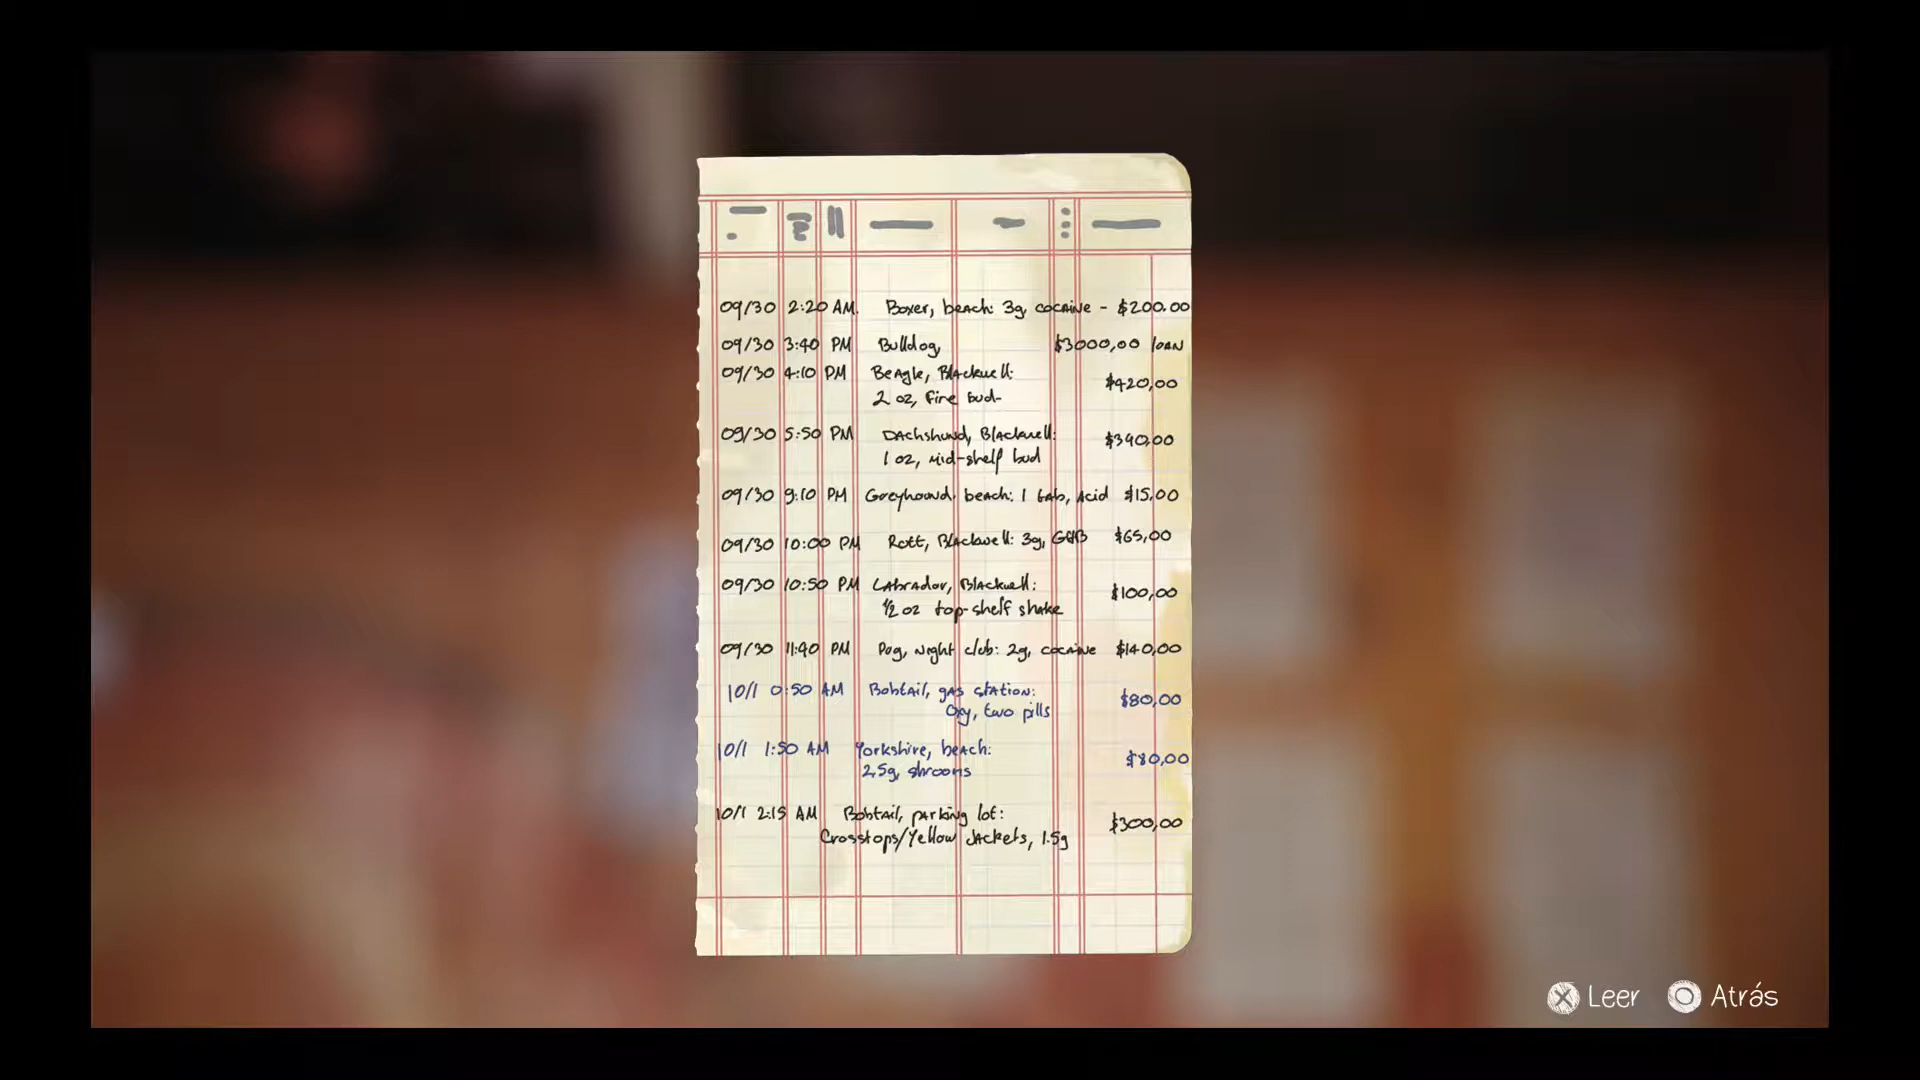 09/30 2:20 AM. Boxer, beach: 3g, cocaine - $200.00
09/30 3:40 PM Bulldog, $3000,00 loan
09/30 4:10 PM Beagle, Blackwell:
2 oz, fire bud- $420,00
09/30 5:50 PM Dachshund, Blackwell: $390,00
1 oz, mid-shelf bud
09/30 9:10 PM Greyhound, beach: 1 tab, acid $15,00
09/30 10:00 PM Rott, Blackwell: 3g, GHB $65,00
09/30 10:50 PM Labrador, Blackwell: $100,00
1/2 oz top-shelf shake
09/30 11:40 PM Pog, night club: 2g, cocaine $140,00
10/1 0:50 AM Bobtail, gas station: $80,00
Oxy, two pills
10/1 1:50 AM Yorkshire, beach: $80,00
2,5g, shrooms
10/1 2:15 AM Bobtail, parking lot: $300,00
Crosstops/Yellow Jackets, 1.5g
Leer Atrás